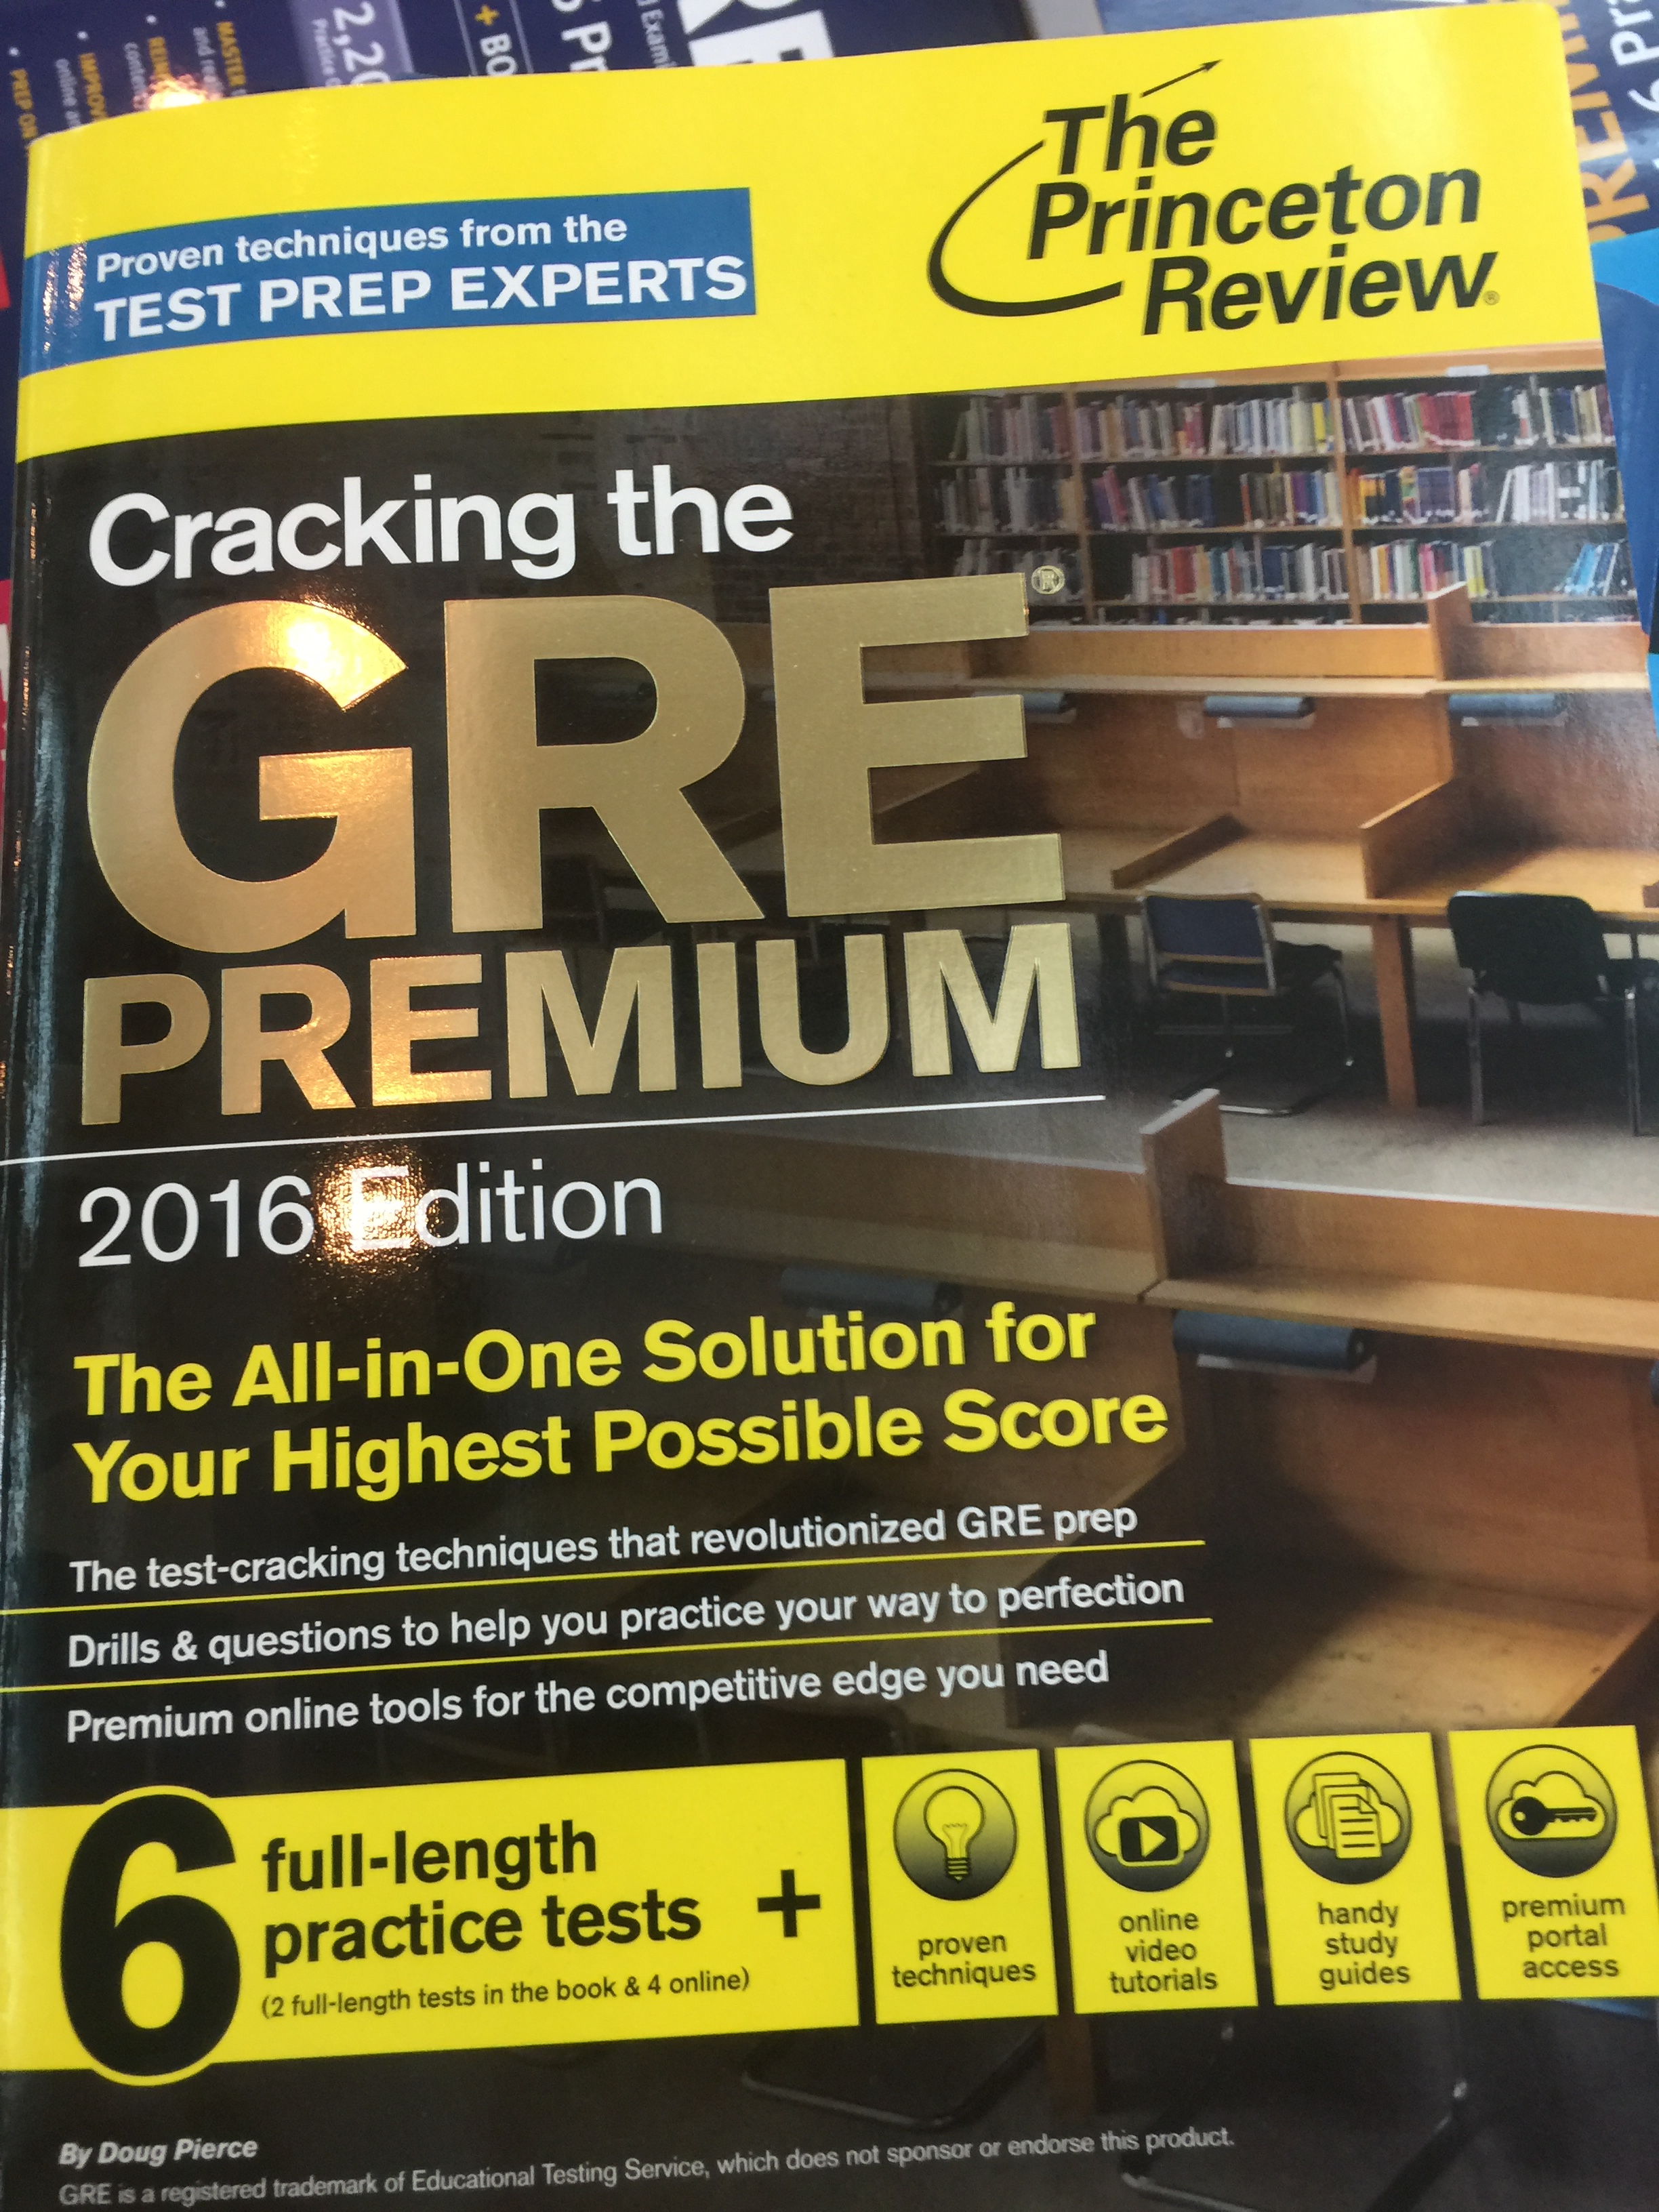 Proven techniques from the
TEST PREP EXPERTS
The
Princeton
Review®
Cracking the
GRE®
PREMIUM
2016 Edition
The All-in-One Solution for
Your Highest Possible Score
The test-cracking techniques that revolutionized GRE prep
Drills & questions to help you practice your way to perfection
Premium online tools for the competitive edge you need
6 full-length
practice tests +
(2 full-length tests in the book & 4 online)
proven
techniques
online
video
tutorials
handy
study
guides
premium
portal
access
By Doug Pierce
GRE is a registered trademark of Educational Testing Service, which does not sponsor or endorse this product.
MASTER
PREP ON